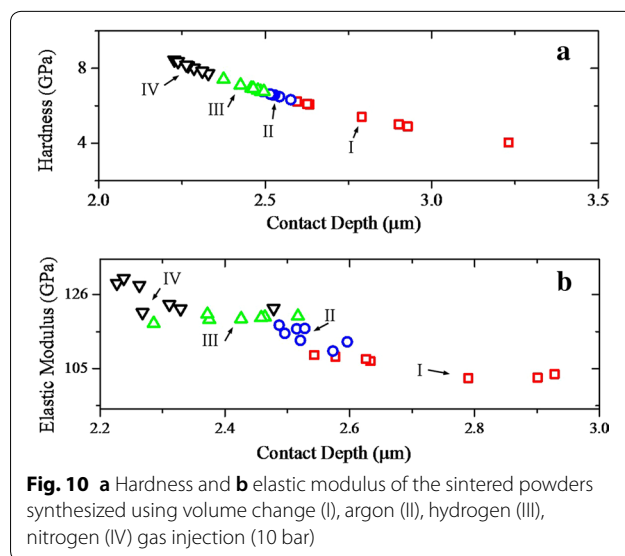 a
Hardness (GPa)
8
4
IV
III
II
I
2.0 2.5 3.0 3.5
Contact Depth (μm)
b
Elastic Modulus (GPa)
126
105
IV
III
II
I
2.2 2.4 2.6 2.8 3.0
Contact Depth (μm)
Fig. 10 a Hardness and b elastic modulus of the sintered powders
synthesized using volume change (I), argon (II), hydrogen (III),
nitrogen (IV) gas injection (10 bar)